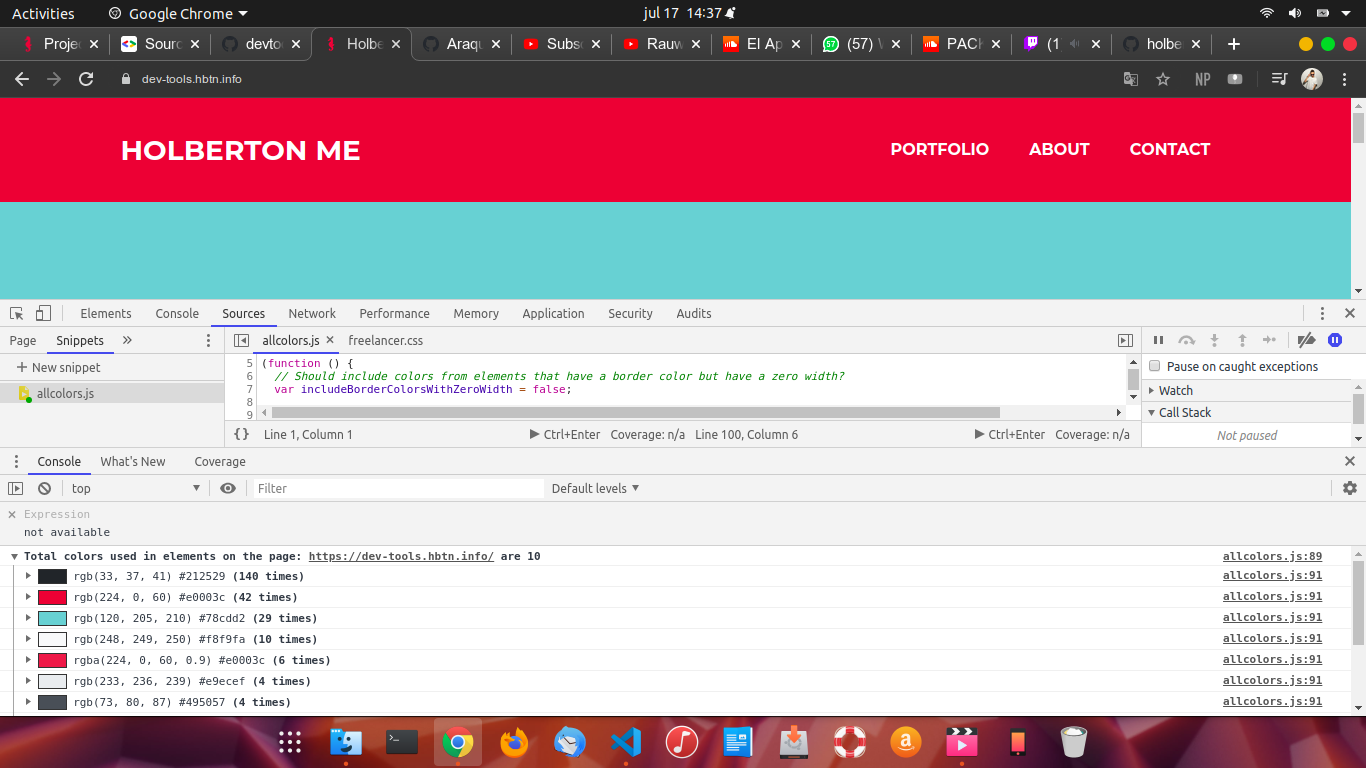 Activities Google Chrome jul 17 14:37
Projec Sourc devtoo Holbe Araqu Subsc Rauw El Ap (57) W PACK (1 holbe
dev-tools.hbtn.info NP
HOLBERTON ME PORTFOLIO ABOUT CONTACT
Elements Console Sources Network Performance Memory Application Security Audits
Page Snippets » allcolors.js × freelancer.css
+ New snippet
allcolors.js
5 (function () {
6 // Should include colors from elements that have a border color but have a zero width?
7 var includeBorderColorsWithZeroWidth = false;
8
9
{} Line 1, Column 1 Ctrl+Enter Coverage: n/a Line 100, Column 6 Ctrl+Enter Coverage: n/a
Pause on caught exceptions
Watch
Call Stack
Not paused
Console What's New Coverage
top Filter Default levels
Expression
not available
Total colors used in elements on the page: https://dev-tools.hbtn.info/ are 10 allcolors.js:89
rgb(33, 37, 41) #212529 (140 times) allcolors.js:91
rgb(224, 0, 60) #e0003c (42 times) allcolors.js:91
rgb(120, 205, 210) #78cdd2 (29 times) allcolors.js:91
rgb(248, 249, 250) #f8f9fa (10 times) allcolors.js:91
rgba(224, 0, 60, 0.9) #e0003c (6 times) allcolors.js:91
rgb(233, 236, 239) #e9ecef (4 times) allcolors.js:91
rgb(73, 80, 87) #495057 (4 times) allcolors.js:91